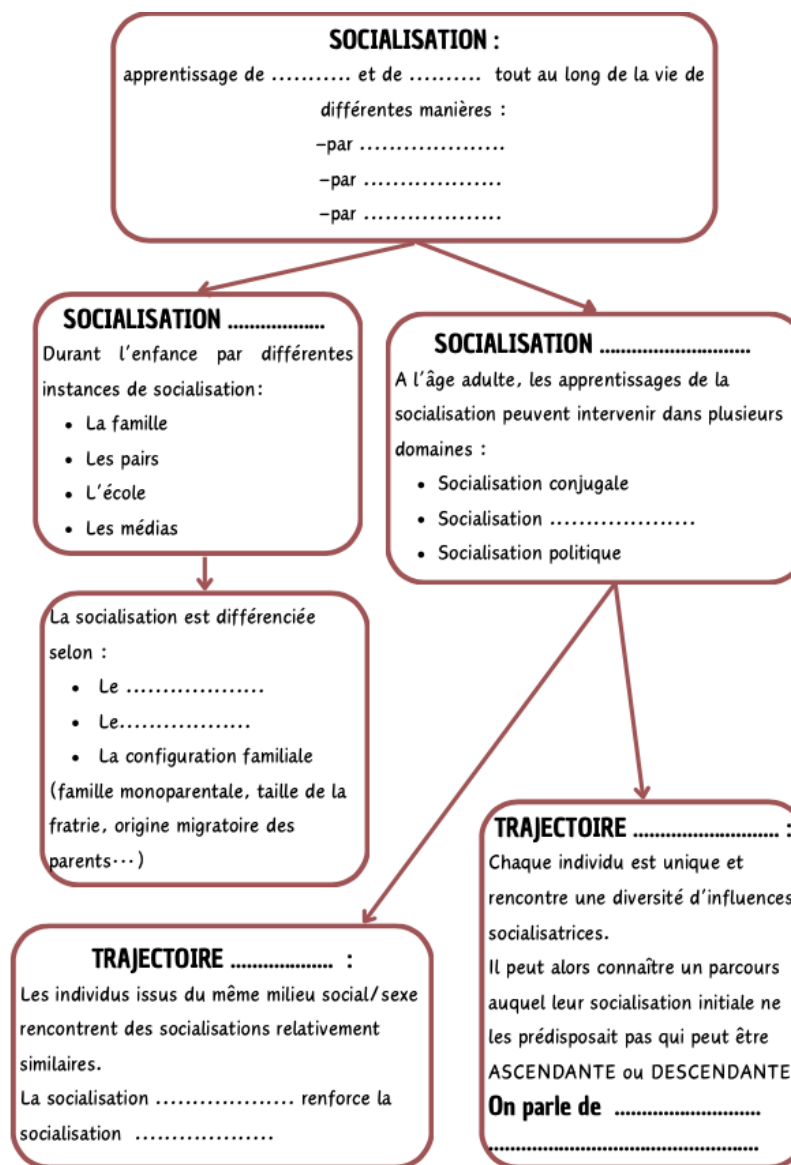 SOCIALISATION :
apprentissage de ........... et de .......... tout au long de la vie de
différentes manières :
-par .....................
-par ....................
-par ....................
SOCIALISATION ..................
Durant l'enfance par différentes
instances de socialisation:
• La famille
• Les pairs
• L'école
• Les médias
SOCIALISATION ............................
A l'âge adulte, les apprentissages de la
socialisation peuvent intervenir dans plusieurs
domaines :
• Socialisation conjugale
• Socialisation .....................
• Socialisation politique
La socialisation est différenciée
selon :
• Le ....................
• Le...................
• La configuration familiale
(famille monoparentale, taille de la
fratrie, origine migratoire des
parents...)
TRAJECTOIRE ........................... :
Chaque individu est unique et
rencontre une diversité d'influences
socialisatrices.
Il peut alors connaître un parcours
auquel leur socialisation initiale ne
les prédisposait pas qui peut être
ASCENDANTE ou DESCENDANTE
On parle de ...........................
..................................................
TRAJECTOIRE ................... :
Les individus issus du même milieu social/sexe
rencontrent des socialisations relativement
similaires.
La socialisation .................... renforce la
socialisation ....................